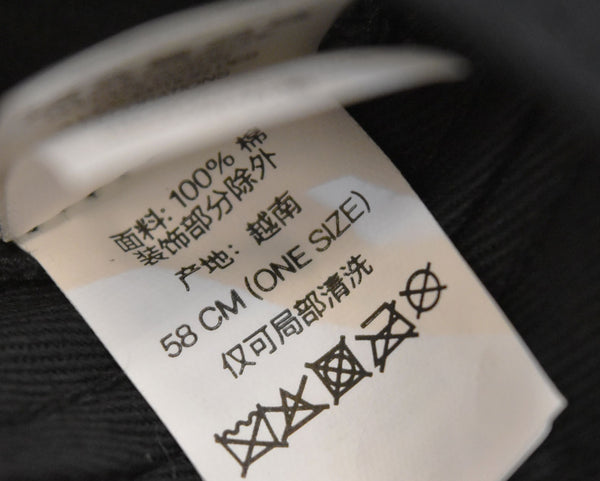 面料: 100% 棉
装饰部分除外
产地: 越南
58 CM (ONE SIZE)
仅可局部清洗